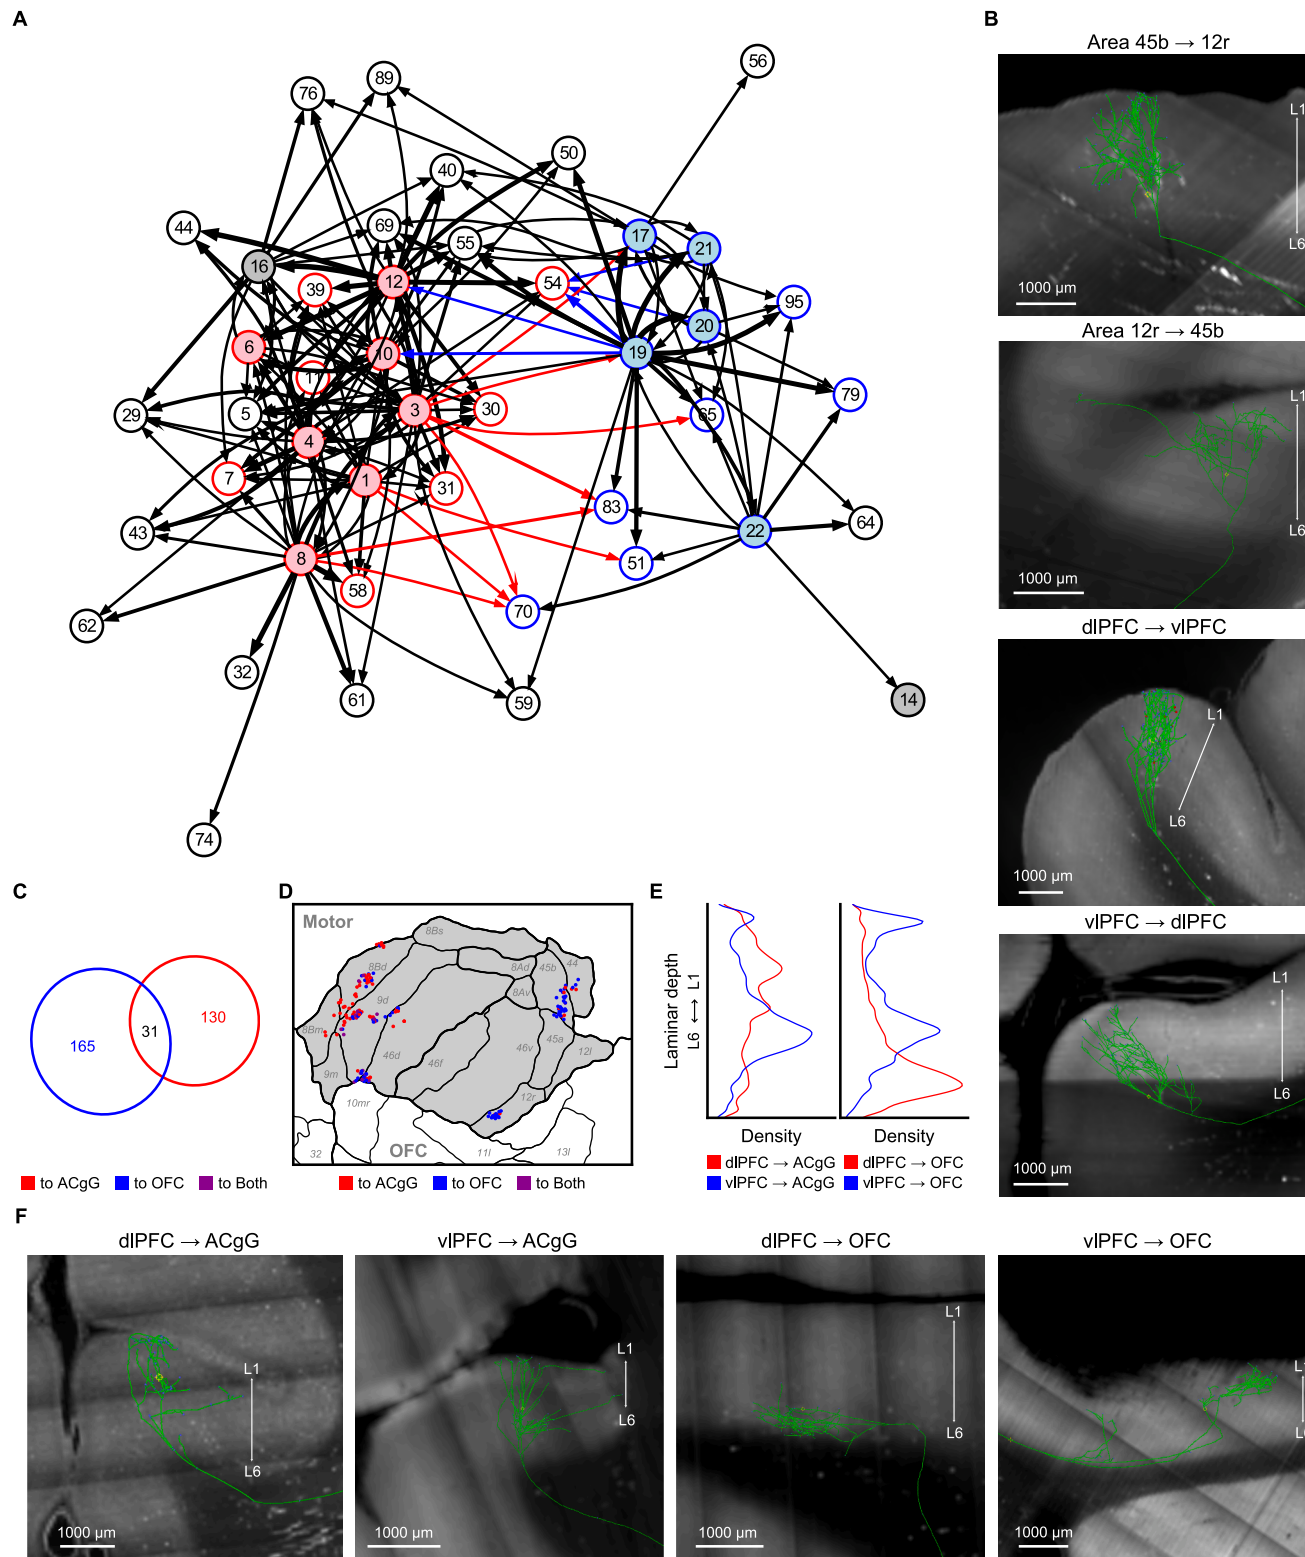 A
B
Area 45b → 12r
56
89
76
50
40
44
69
55
17
21
16
12
39
54
95
20
6
10
19
11
29
5
3
30
65
79
4
7
1
31
83
64
43
22
8
51
58
70
62
32
61
59
14
74
L1
L6
1000 µm
Area 12r → 45b
L1
L6
1000 µm
dlPFC → vlPFC
L1
L6
1000 µm
vlPFC → dlPFC
L1
L6
1000 µm
C
165
31
130
to ACgG
to OFC
to Both
D
Motor
8Bs
8Bd
8Ad
45b
44
8Av
9d
8Bm
46d
46f
46v
45a
12l
9m
12r
10mr
32
OFC
11l
13l
to ACgG
to OFC
to Both
E
Laminar depth
L6 ⟷ L1
Density
Density
dlPFC → ACgG
dlPFC → OFC
vlPFC → ACgG
vlPFC → OFC
F
dlPFC → ACgG
L1
L6
1000 µm
vlPFC → ACgG
L1
L6
1000 µm
dlPFC → OFC
L1
L6
1000 µm
vlPFC → OFC
L1
L6
1000 µm